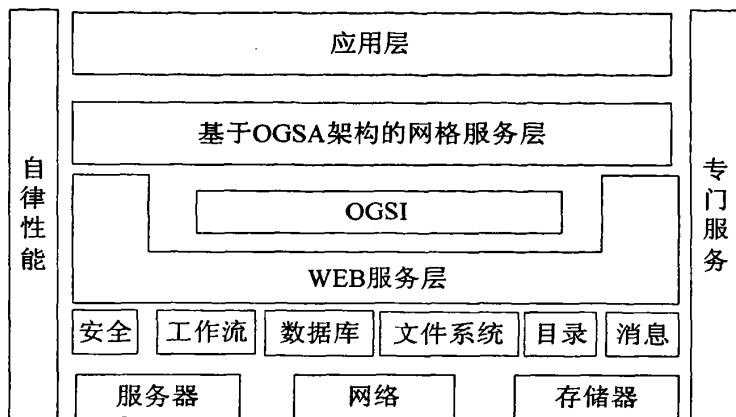 应用层
基于OGSA架构的网格服务层
自律性能
专门服务
OGSI
WEB服务层
安全 工作流 数据库 文件系统 目录 消息
服务器 网络 存储器